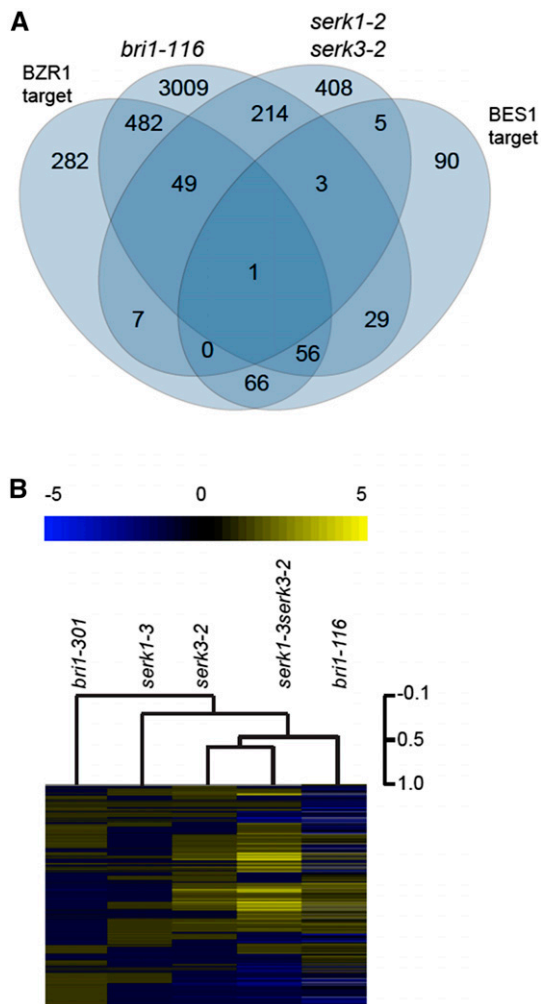 A
bri1-116
serk1-2
serk3-2
BZR1
target
BES1
target
3009
408
482
214
5
282
90
49
3
1
7
29
0
56
66
B
-5 0 5
bri1-301
serk1-3
serk3-2
serk1-3serk3-2
bri1-116
-0.1
0.5
1.0